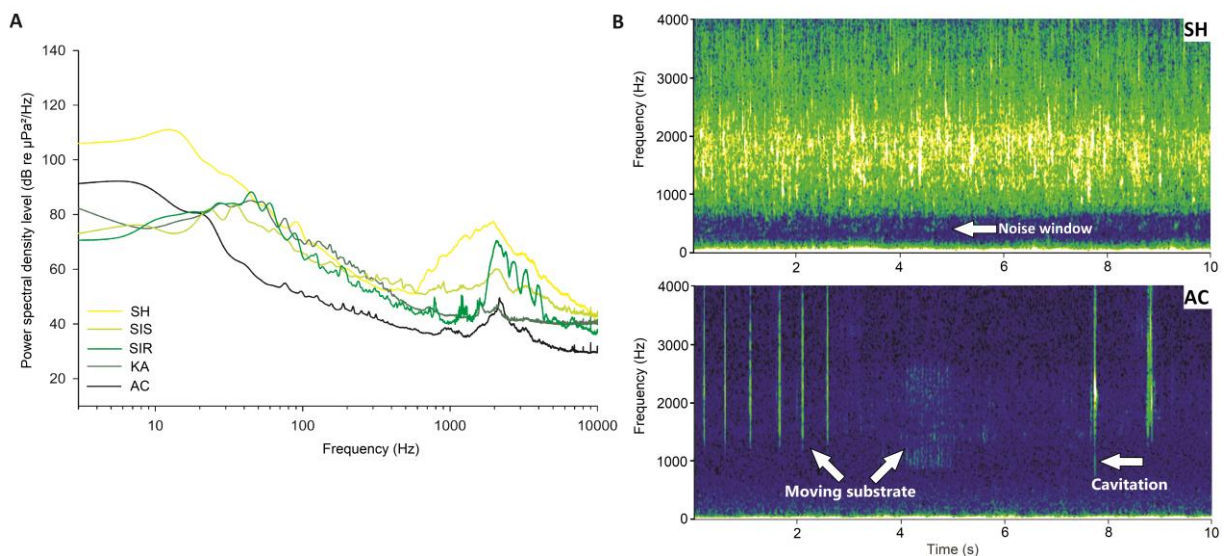 A
Power spectral density level (dB re µPa²/Hz)
140
120
100
80
60
40
20
SH
SIS
SIR
KA
AC
10
100
1000
10000
Frequency (Hz)
B
SH
Frequency (Hz)
4000
3000
2000
1000
0
Noise window
2
4
6
8
10
AC
Frequency (Hz)
4000
3000
2000
1000
0
Moving substrate
Cavitation
2
4
6
8
10
Time (s)